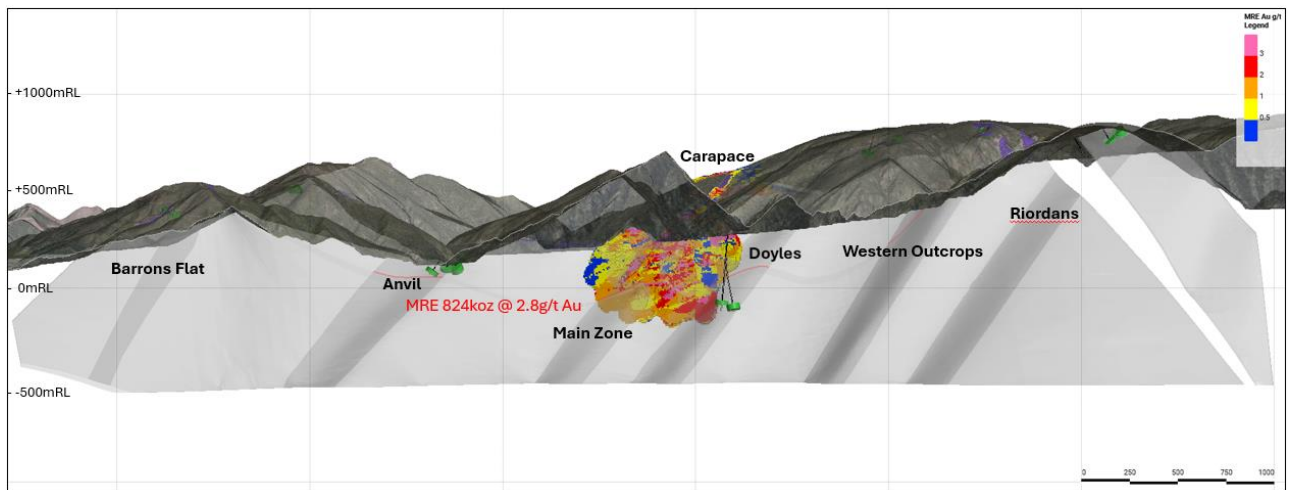 MRE Au g/t
Legend
3
2
1
0.5
+1000mRL
Carapace
+500mRL
Riordans
Western Outcrops
Doyles
Barrons Flat
Anvil
0mRL
MRE 824koz @ 2.8g/t Au
Main Zone
-500mRL
0 250 500 750 1000